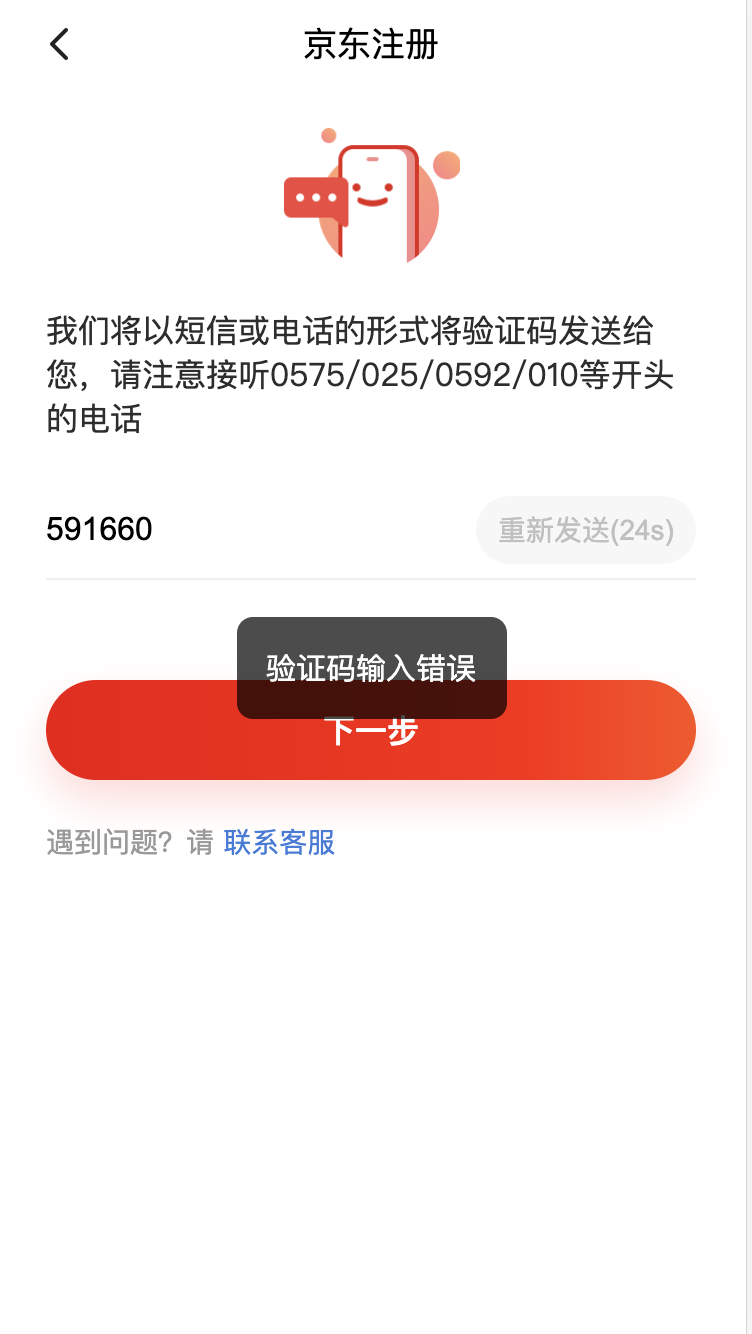 京东注册
我们将以短信或电话的形式将验证码发送给
您，请注意接听0575/025/0592/010等开头
的电话
591660
重新发送(24s)
验证码输入错误
下一步
遇到问题？请 联系客服